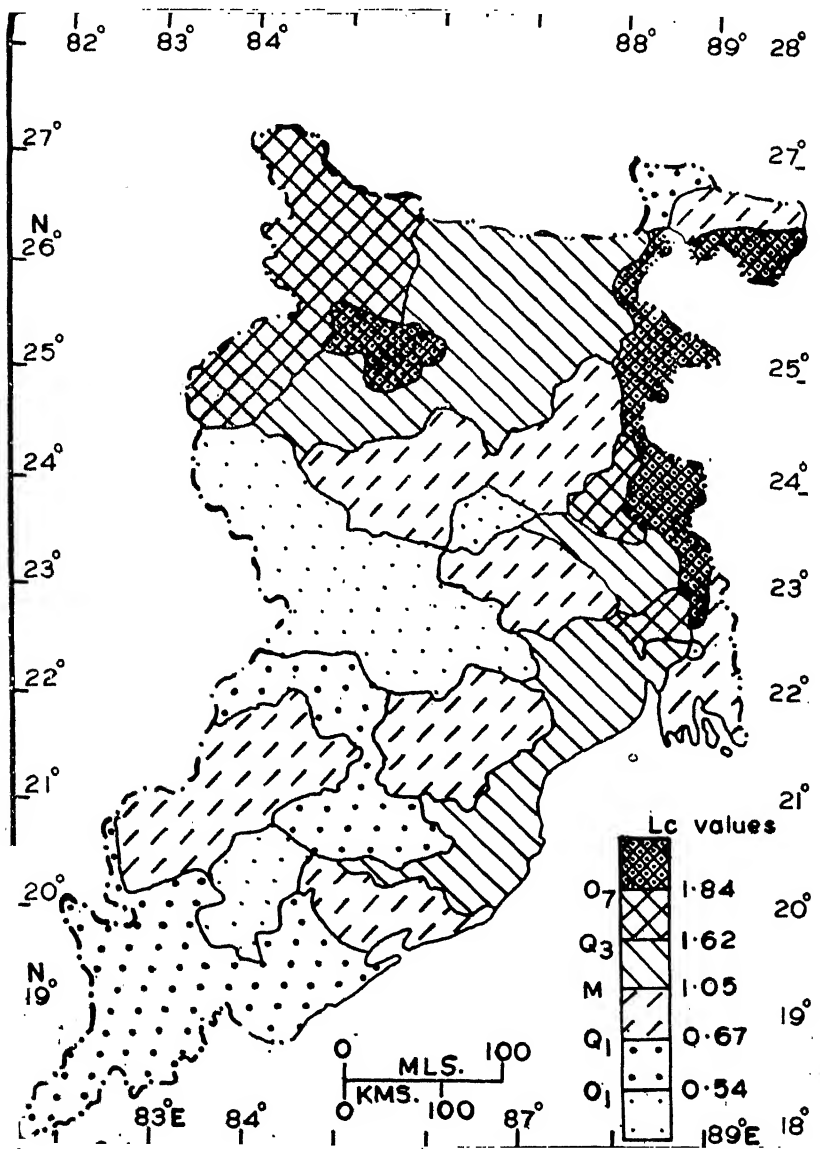 82° 83° 84° 88° 89° 28°
27° 27°
N
26° 26°
25° 25°
24° 24°
23° 23°
22° 22°
21° 21°
Lc values
O7 1·84
20° 20°
Q3 1·62
N
19° M 1·05
19°
Q1 0·67
0 100
MLS.
O1 0·54
KMS.
0 100
83°E 84° 87° 89°E 18°